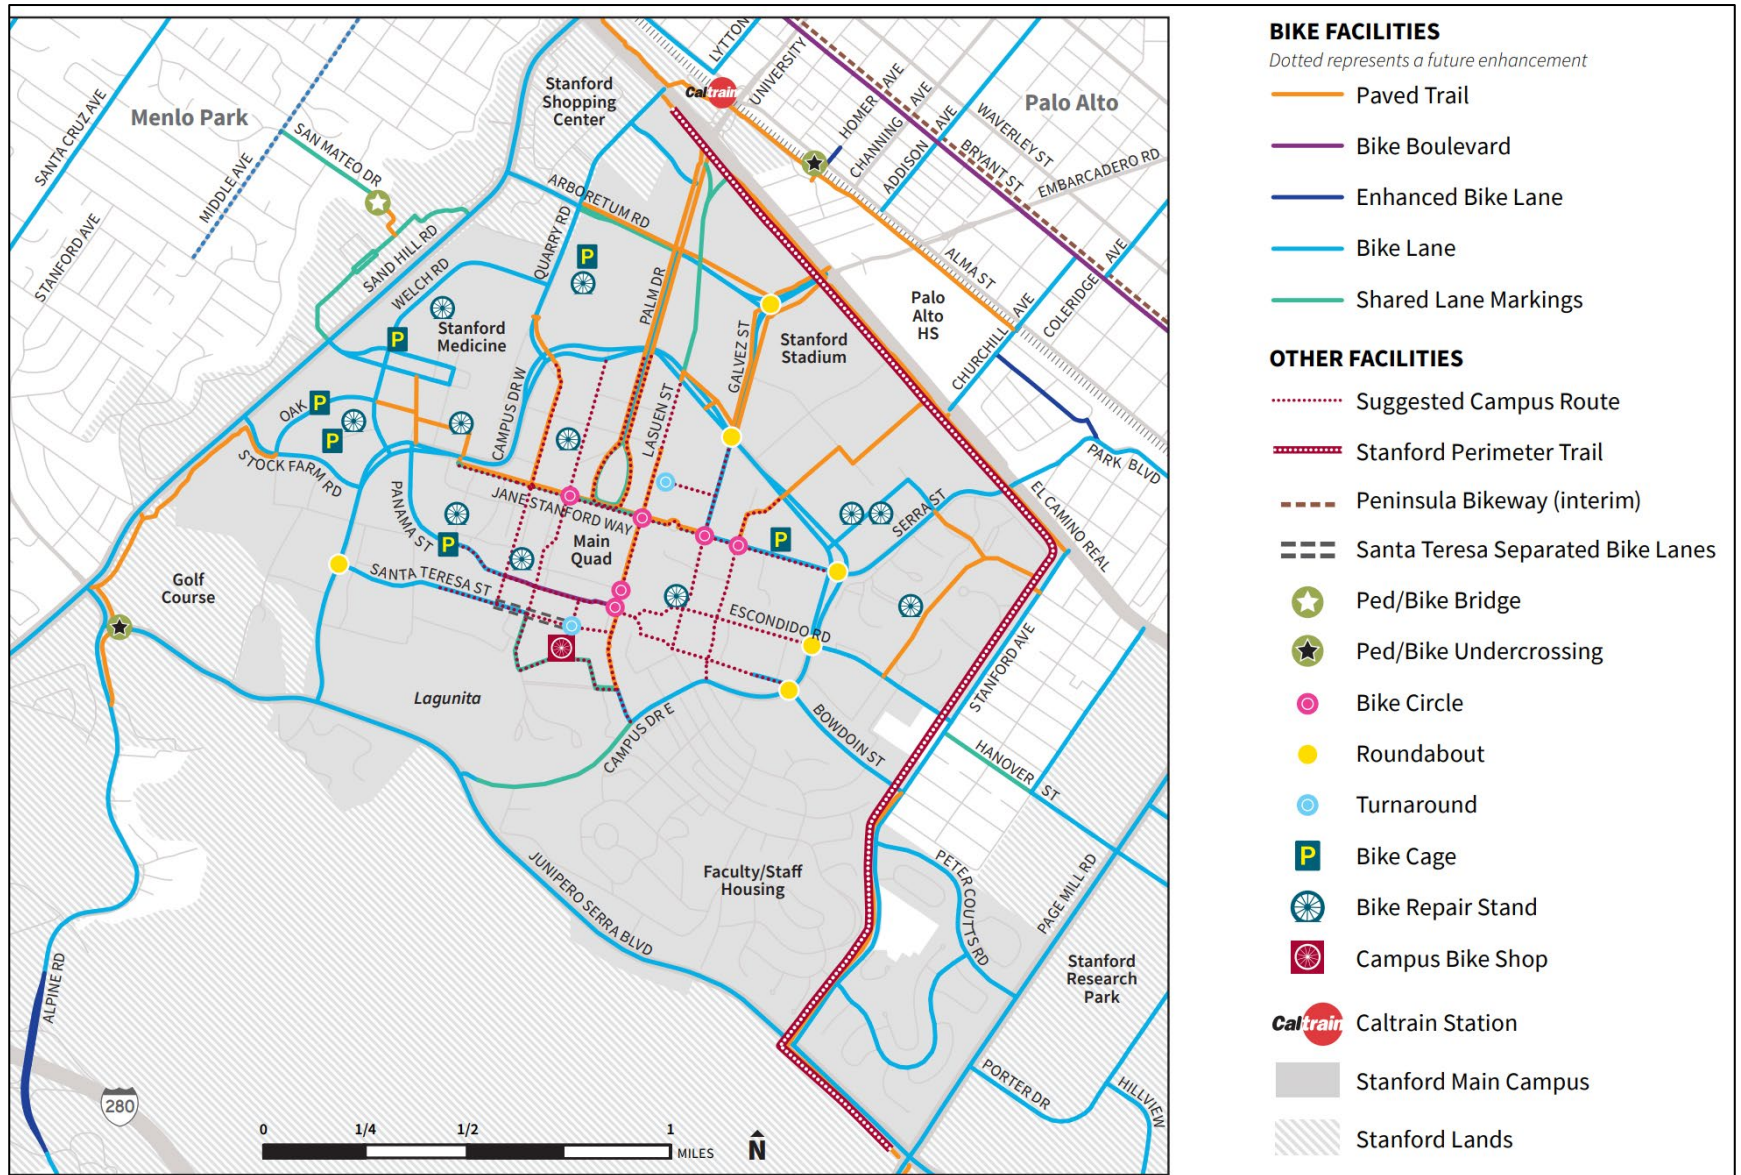 Menlo Park
SANTA CRUZ AVE
STANFORD AVE
MIDDLE AVE
SAN MATEO DR
SAND HILL RD
WELCH RD
Stanford
Shopping
Center
Caltrain
LYTTON
UNIVERSITY
HOMER AVE
CHANNING AVE
ADDISON AVE
WAVERLEY ST
BRYANT ST
Palo Alto
EMBARCADERO RD
ARBORETUM RD
QUARRY RD
PALM DR
P
ALMA ST
COLERIDGE AVE
CHURCHILL AVE
Palo
Alto
HS
Stanford
Stadium
GALVEZ ST
Stanford
Medicine
P
CAMPUS DR W
LASUEN ST
OAK
P
P
STOCK FARM RD
PANAMA ST
JANE STANFORD WAY
Main
Quad
P
P
SERRA ST
PARK BLVD
EL CAMINO REAL
Golf
Course
SANTA TERESA ST
ESCONDIDO RD
STANFORD AVE
Lagunita
CAMPUS DR E
BOWDOIN ST
HANOVER ST
Faculty/Staff
Housing
PETER COUTTS RD
PAGE MILL RD
JUNIPERO SERRA BLVD
Stanford
Research
Park
ALPINE RD
280
PORTER DR
HILLVIEW
0 1/4 1/2 1
MILES
N
BIKE FACILITIES
Dotted represents a future enhancement
Paved Trail
Bike Boulevard
Enhanced Bike Lane
Bike Lane
Shared Lane Markings
OTHER FACILITIES
Suggested Campus Route
Stanford Perimeter Trail
Peninsula Bikeway (interim)
Santa Teresa Separated Bike Lanes
Ped/Bike Bridge
Ped/Bike Undercrossing
Bike Circle
Roundabout
Turnaround
P Bike Cage
Bike Repair Stand
Campus Bike Shop
Caltrain Caltrain Station
Stanford Main Campus
Stanford Lands